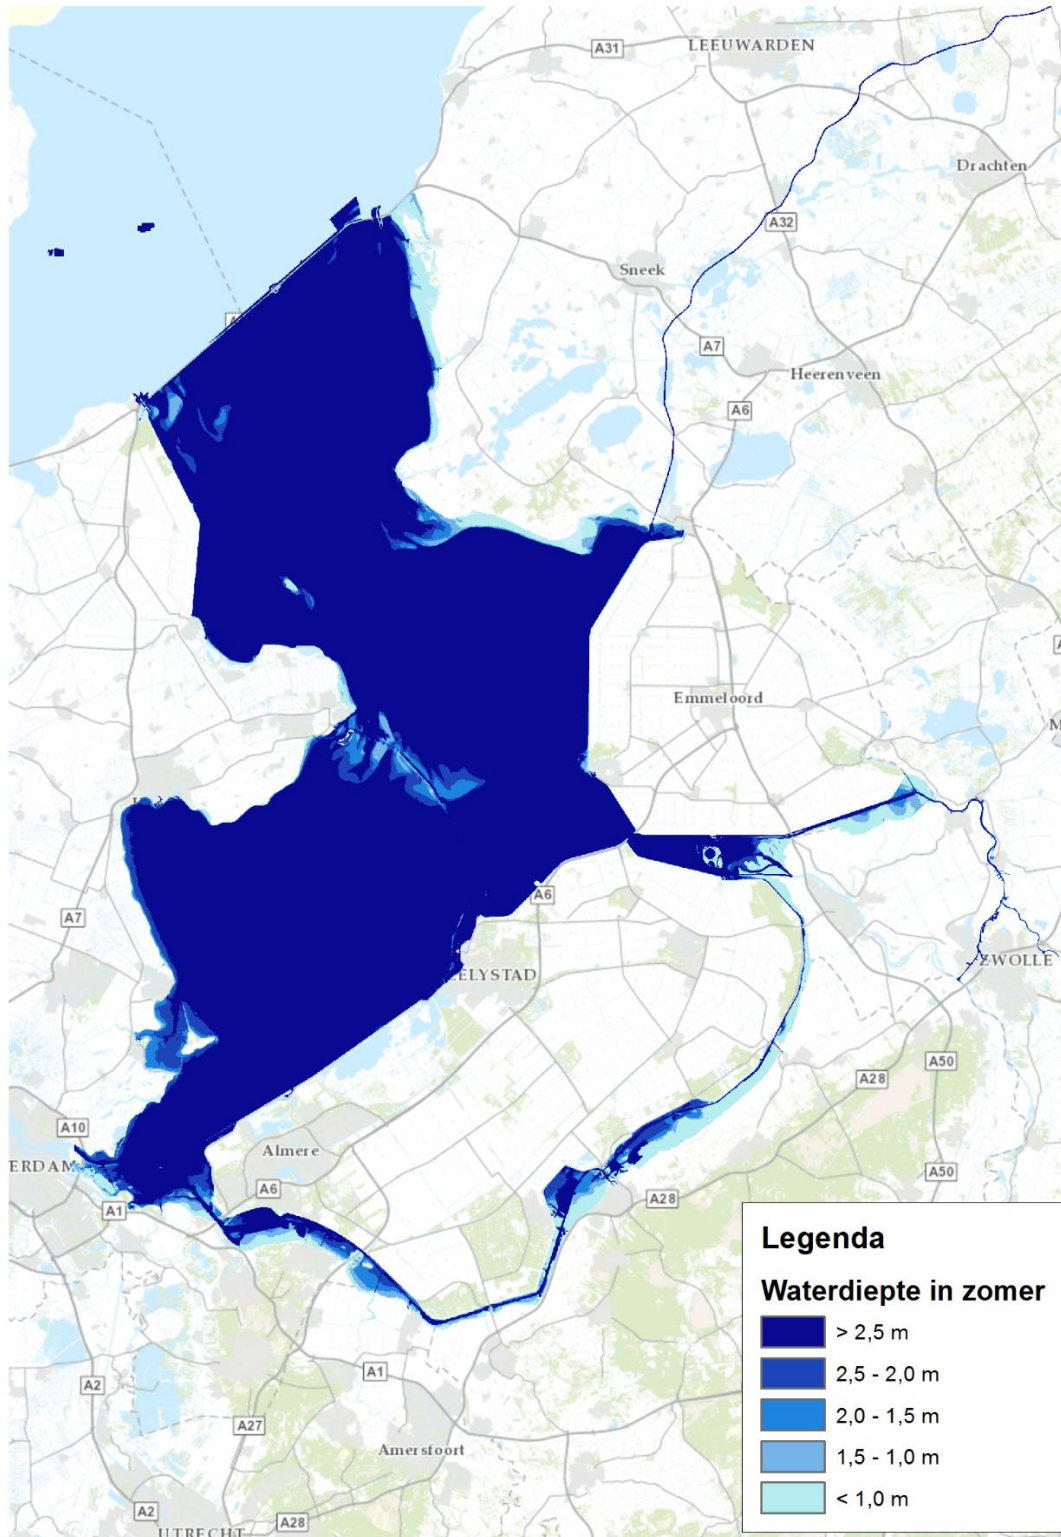 LEEUWARDEN
A31
Drachten
A32
Sneek
A7
Heerenveen
A6
Emmeloord
A6
A7
ELYSTAD
ZWOLLE
A50
A28
A10
Almere
ERDAM
A6
A50
A28
A1
A1
A2
A27
Amersfoort
A2
A28
UTRECHT
Legenda
Waterdiepte in zomer
> 2,5 m
2,5 - 2,0 m
2,0 - 1,5 m
1,5 - 1,0 m
< 1,0 m